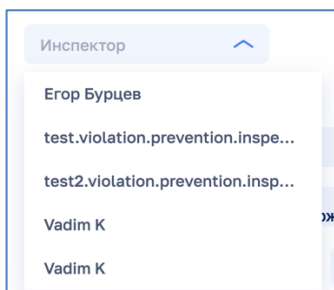 Инспектор
Егор Бурцев
test.violation.prevention.inspe...
test2.violation.prevention.insp...
Vadim K
Vadim K